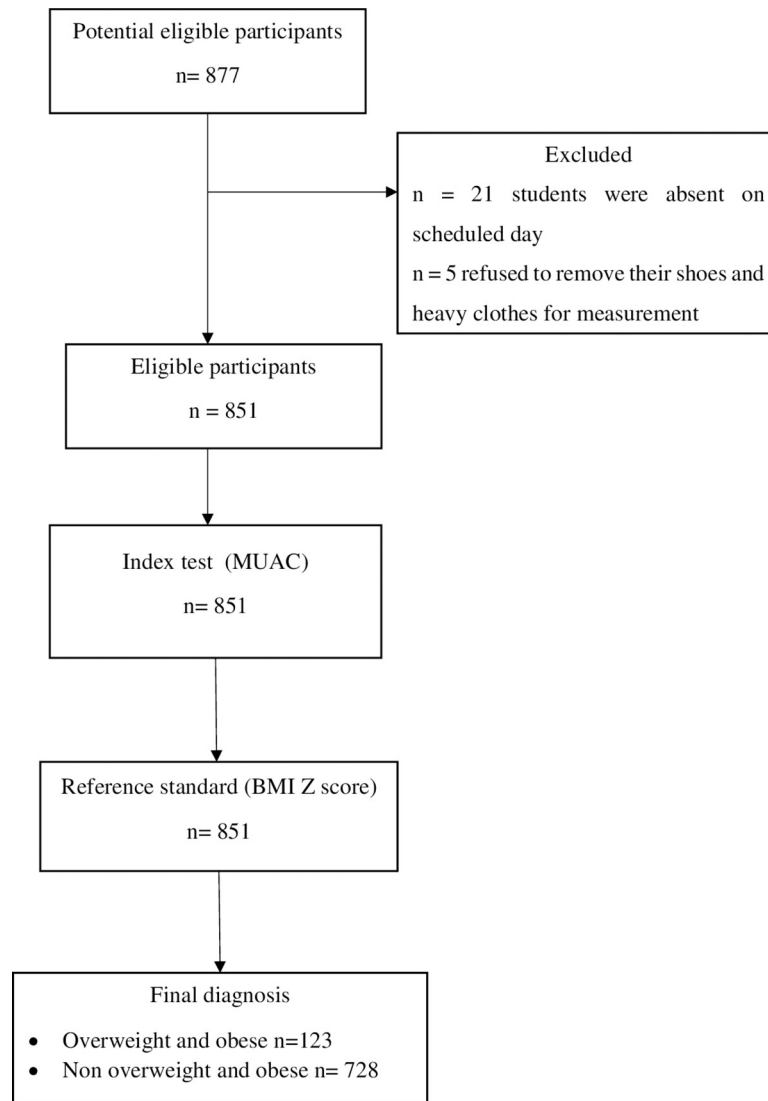 Potential eligible participants
n= 877
Excluded
n = 21 students were absent on
scheduled day
n = 5 refused to remove their shoes and
heavy clothes for measurement
Eligible participants
n = 851
Index test (MUAC)
n= 851
Reference standard (BMI Z score)
n= 851
Final diagnosis
• Overweight and obese n=123
• Non overweight and obese n= 728